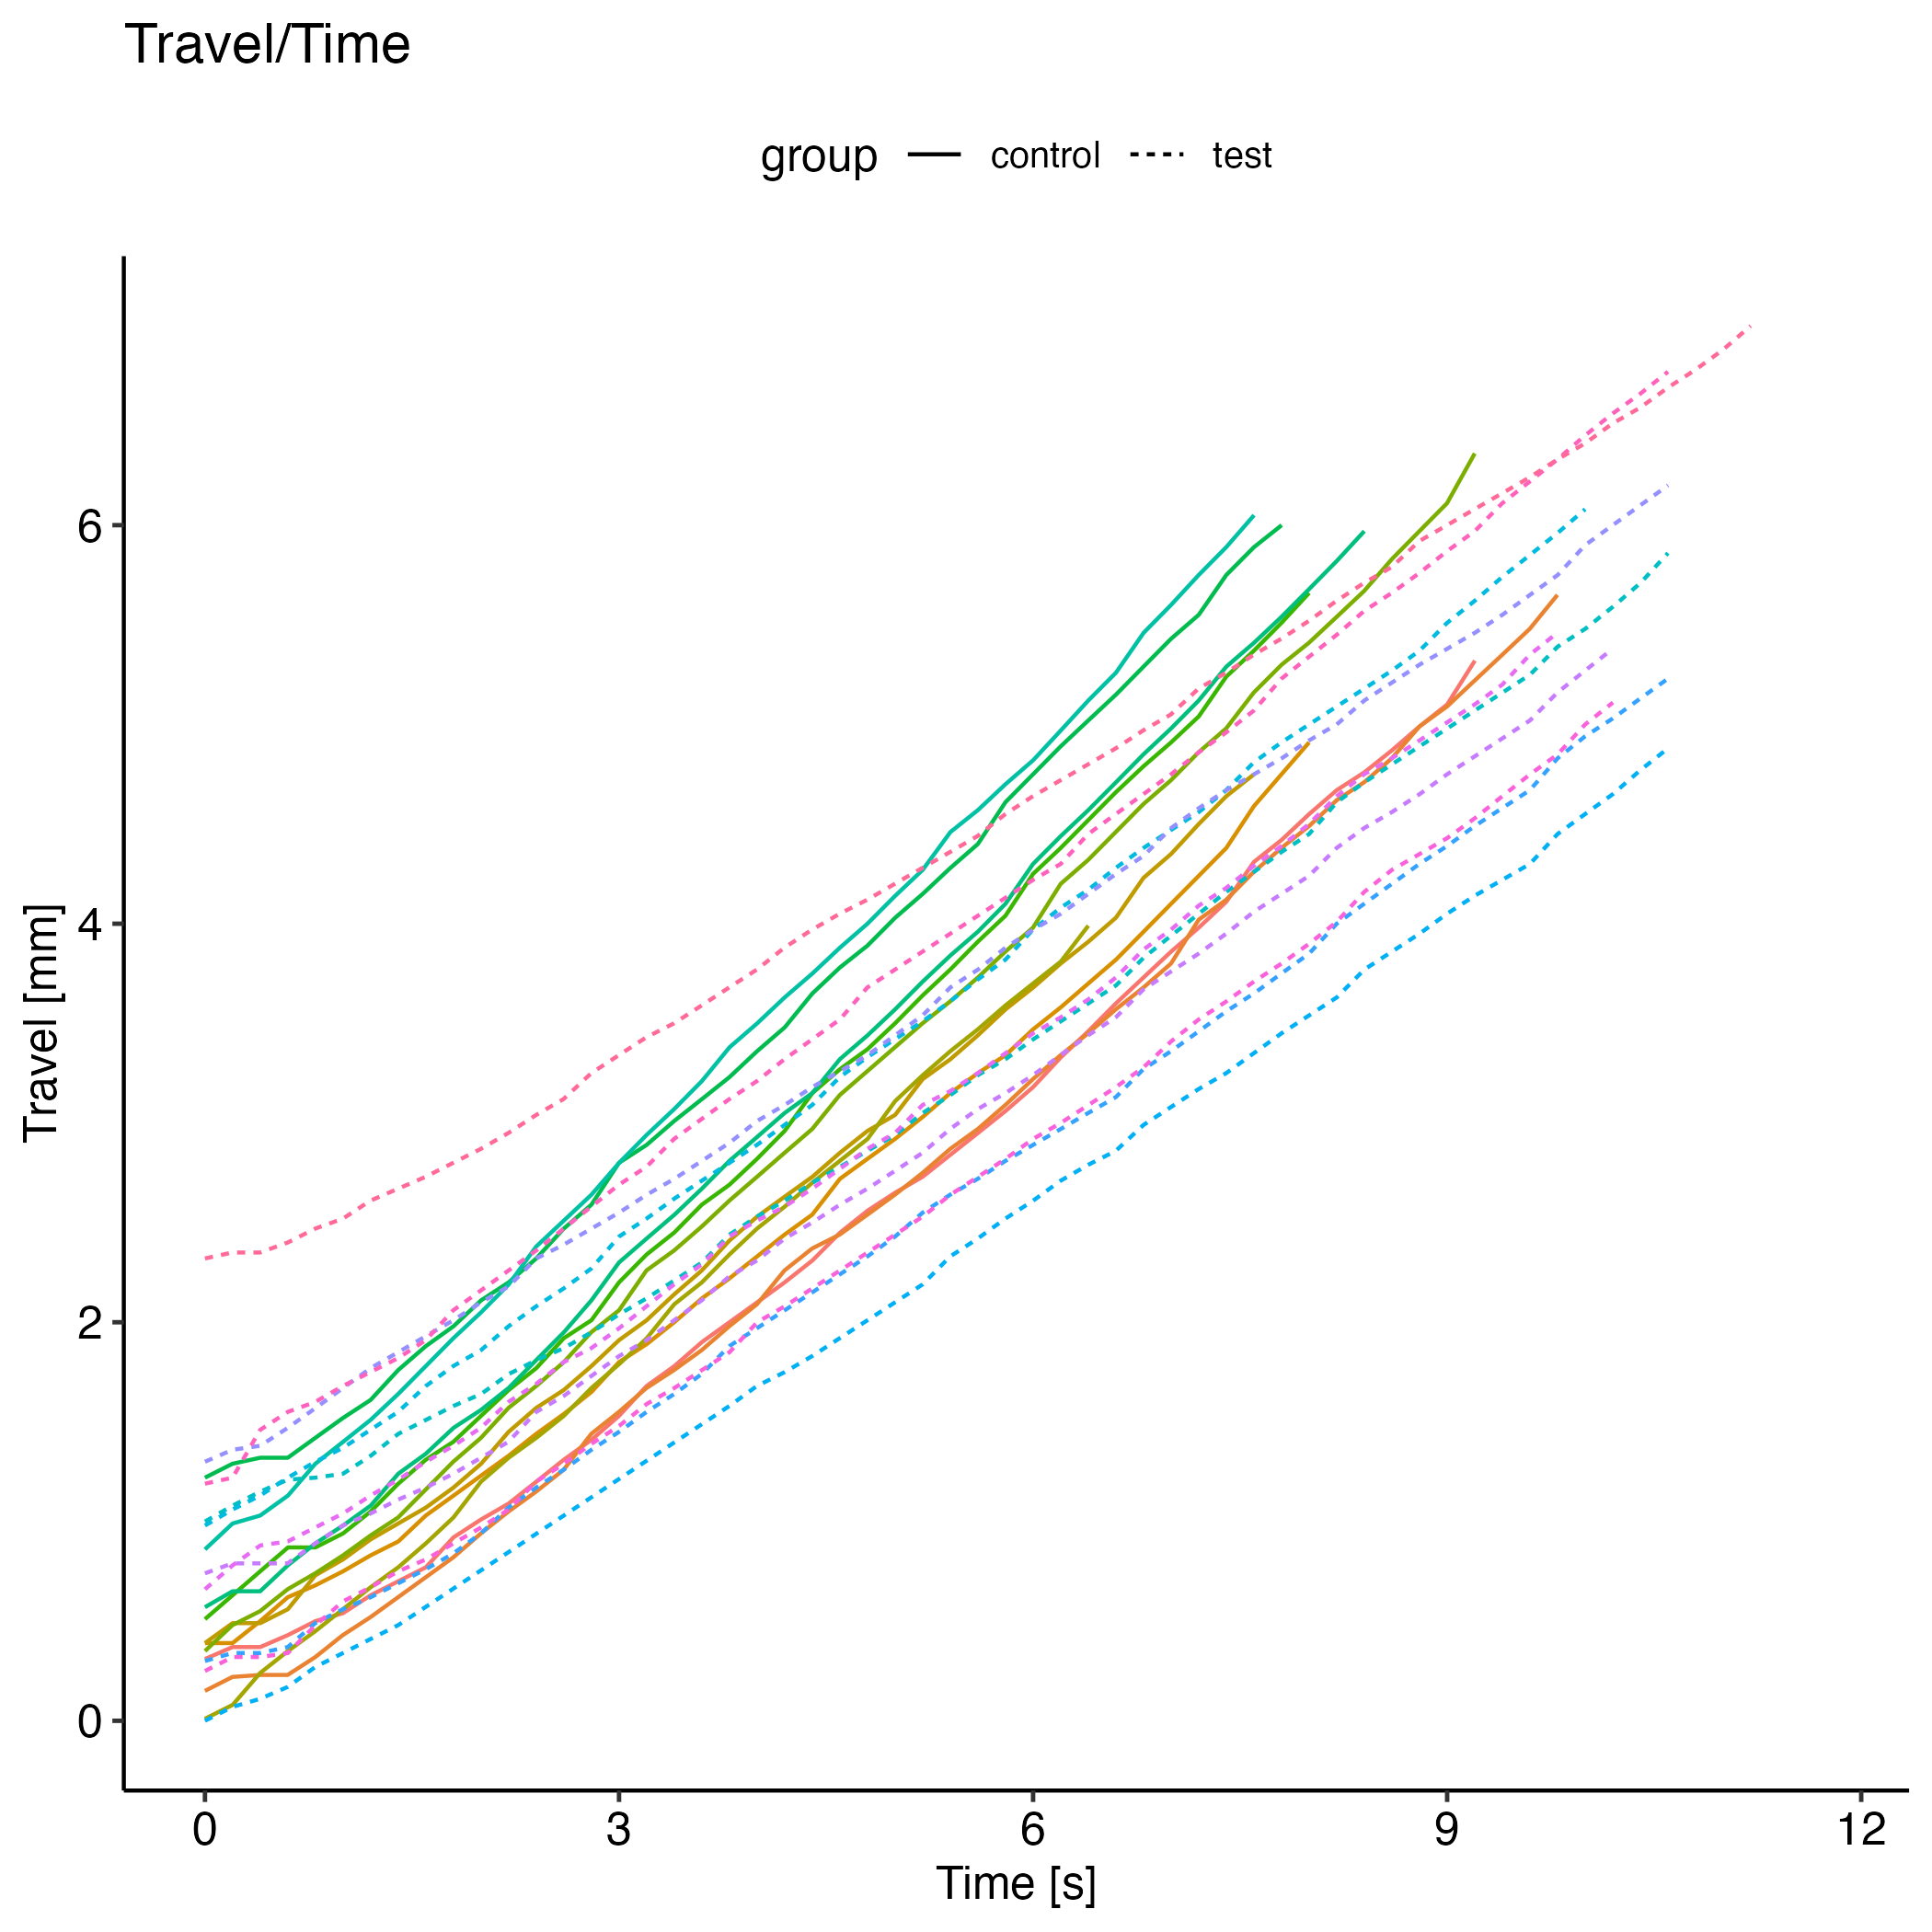 Travel/Time
group control test
Travel [mm]
6
4
2
0
0 3 6 9 12
Time [s]